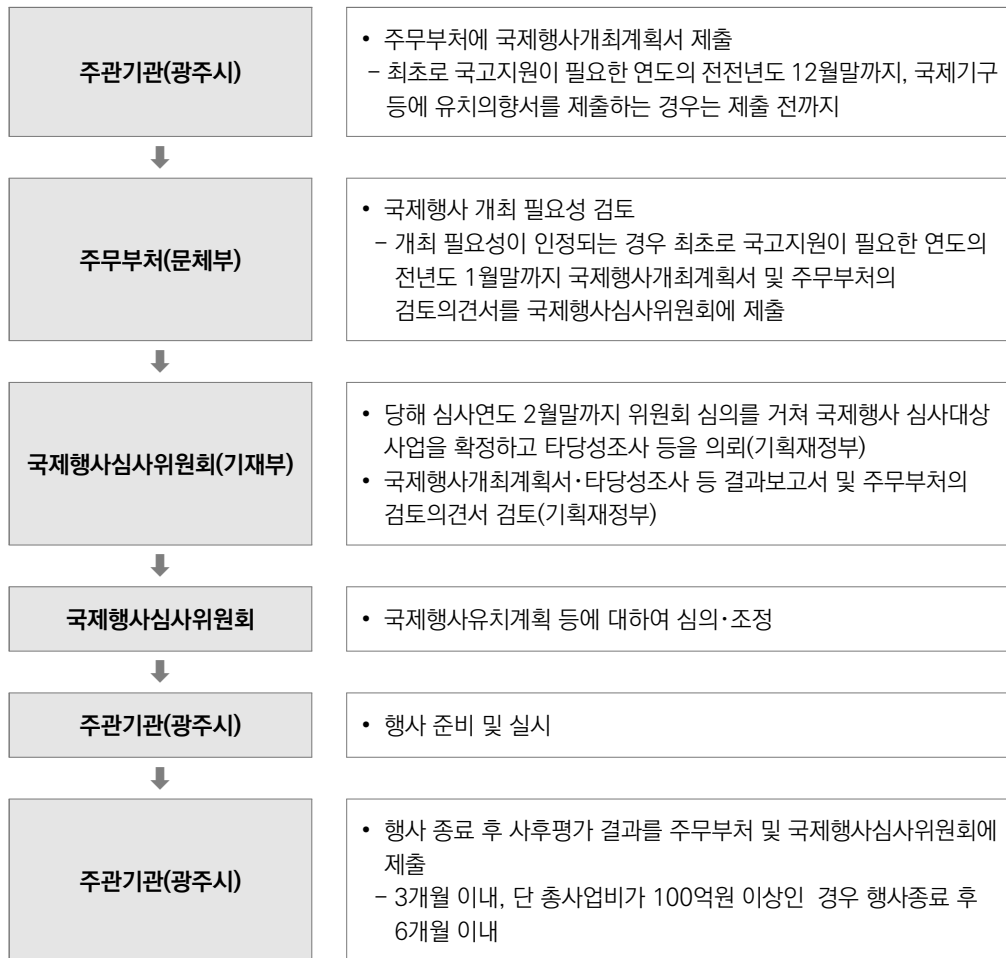 주관기관(광주시)
• 주무부처에 국제행사개최계획서 제출
- 최초로 국고지원이 필요한 연도의 전전년도 12월말까지, 국제기구
등에 유치의향서를 제출하는 경우는 제출 전까지
주무부처(문체부)
• 국제행사 개최 필요성 검토
- 개최 필요성이 인정되는 경우 최초로 국고지원이 필요한 연도의
전년도 1월말까지 국제행사개최계획서 및 주무부처의
검토의견서를 국제행사심사위원회에 제출
국제행사심사위원회(기재부)
• 당해 심사연도 2월말까지 위원회 심의를 거쳐 국제행사 심사대상
사업을 확정하고 타당성조사 등을 의뢰(기획재정부)
• 국제행사개최계획서·타당성조사 등 결과보고서 및 주무부처의
검토의견서 검토(기획재정부)
국제행사심사위원회
• 국제행사유치계획 등에 대하여 심의·조정
주관기관(광주시)
• 행사 준비 및 실시
주관기관(광주시)
• 행사 종료 후 사후평가 결과를 주무부처 및 국제행사심사위원회에
제출
- 3개월 이내, 단 총사업비가 100억원 이상인 경우 행사종료 후
6개월 이내